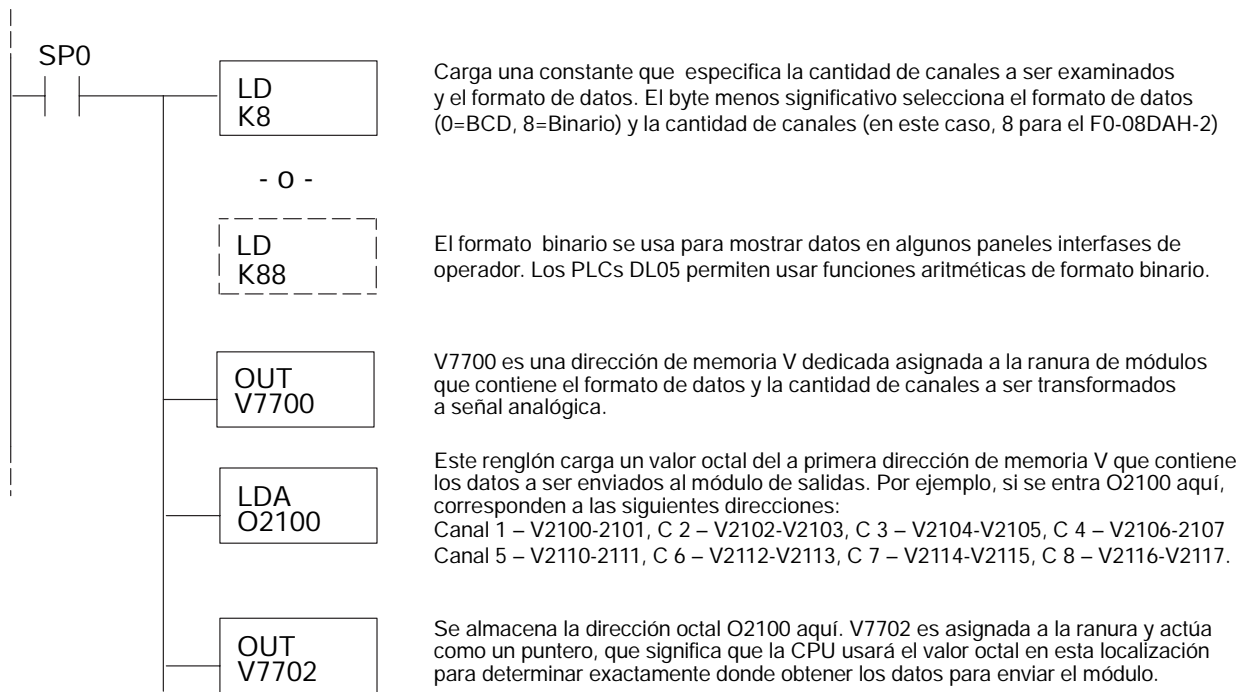 SP0
LD
K8
Carga una constante que especifica la cantidad de canales a ser examinados
y el formato de datos. El byte menos significativo selecciona el formato de datos
(0=BCD, 8=Binario) y la cantidad de canales (en este caso, 8 para el F0-08DAH-2)
- o -
LD
K88
El formato binario se usa para mostrar datos en algunos paneles interfases de
operador. Los PLCs DL05 permiten usar funciones aritméticas de formato binario.
OUT
V7700
V7700 es una dirección de memoria V dedicada asignada a la ranura de módulos
que contiene el formato de datos y la cantidad de canales a ser transformados
a señal analógica.
LDA
O2100
Este renglón carga un valor octal del a primera dirección de memoria V que contiene
los datos a ser enviados al módulo de salidas. Por ejemplo, si se entra O2100 aquí,
corresponden a las siguientes direcciones:
Canal 1 – V2100-2101, C 2 – V2102-V2103, C 3 – V2104-V2105, C 4 – V2106-2107
Canal 5 – V2110-2111, C 6 – V2112-V2113, C 7 – V2114-V2115, C 8 – V2116-V2117.
OUT
V7702
Se almacena la dirección octal O2100 aquí. V7702 es asignada a la ranura y actúa
como un puntero, que significa que la CPU usará el valor octal en esta localización
para determinar exactamente donde obtener los datos para enviar el módulo.